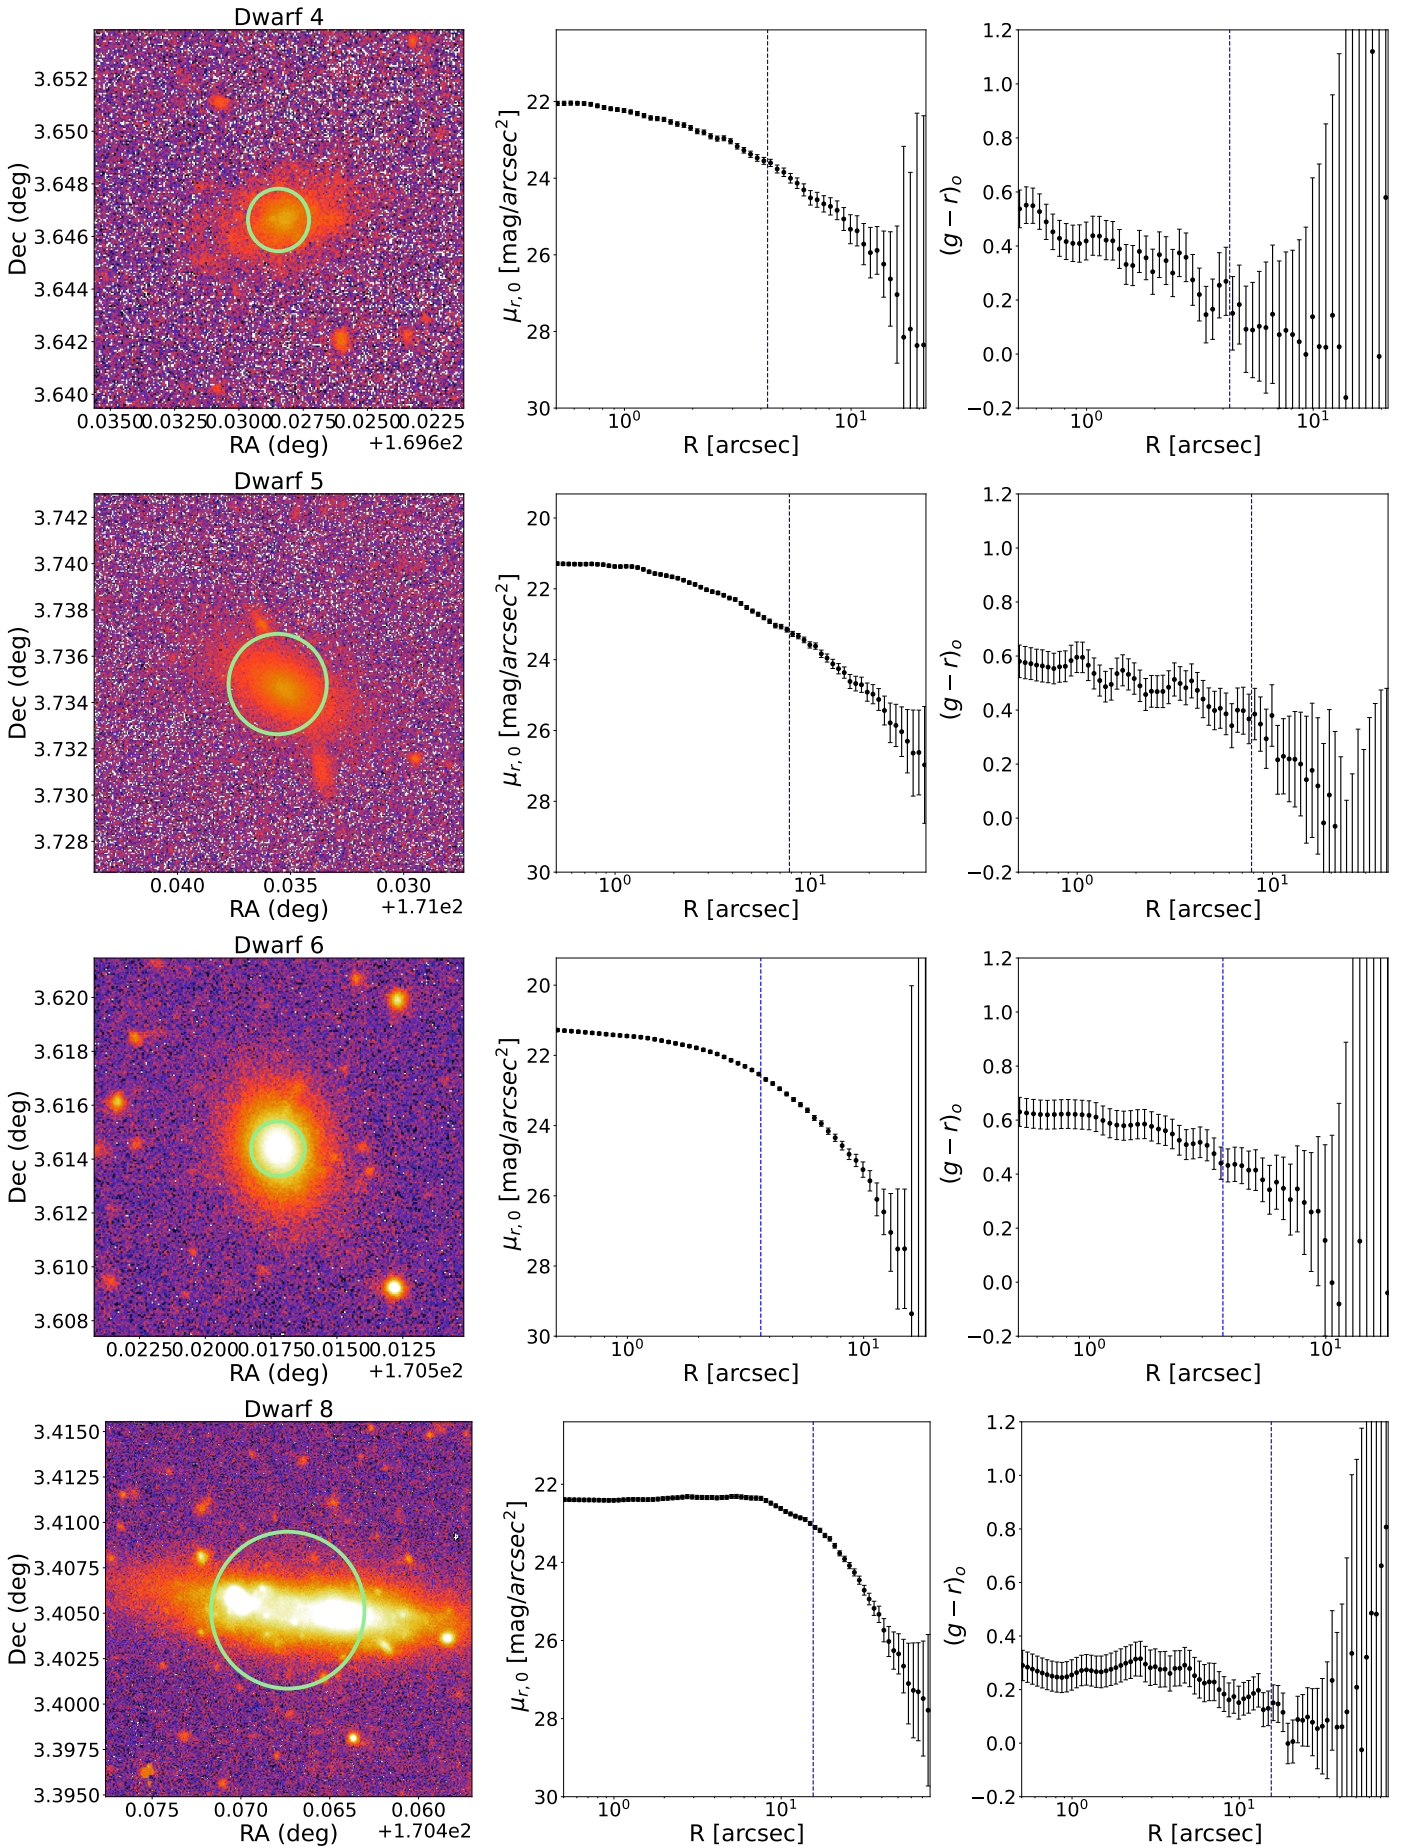 Dwarf 4
3.652
3.650
3.648
3.646
3.644
3.642
3.640
Dec (deg)
0.0350 0.0325 0.0300 0.0275 0.0250 0.0225
RA (deg)
+1.696e2
22
24
26
28
30
μr, 0 [mag/arcsec²]
10⁰ 10¹
R [arcsec]
1.2
1.0
0.8
0.6
0.4
0.2
0.0
−0.2
(g − r)₀
10⁰ 10¹
R [arcsec]
Dwarf 5
3.742
3.740
3.738
3.736
3.734
3.732
3.730
3.728
Dec (deg)
0.040 0.035 0.030
RA (deg)
+1.71e2
20
22
24
26
28
30
μr, 0 [mag/arcsec²]
10⁰ 10¹
R [arcsec]
1.2
1.0
0.8
0.6
0.4
0.2
0.0
−0.2
(g − r)₀
10⁰ 10¹
R [arcsec]
Dwarf 6
3.620
3.618
3.616
3.614
3.612
3.610
3.608
Dec (deg)
0.0225 0.0200 0.0175 0.0150 0.0125
RA (deg)
+1.705e2
20
22
24
26
28
30
μr, 0 [mag/arcsec²]
10⁰ 10¹
R [arcsec]
1.2
1.0
0.8
0.6
0.4
0.2
0.0
−0.2
(g − r)₀
10⁰ 10¹
R [arcsec]
Dwarf 8
3.4150
3.4125
3.4100
3.4075
3.4050
3.4025
3.4000
3.3975
3.3950
Dec (deg)
0.075 0.070 0.065 0.060
RA (deg)
+1.704e2
22
24
26
28
30
μr, 0 [mag/arcsec²]
10⁰ 10¹
R [arcsec]
1.2
1.0
0.8
0.6
0.4
0.2
0.0
−0.2
(g − r)₀
10⁰ 10¹
R [arcsec]